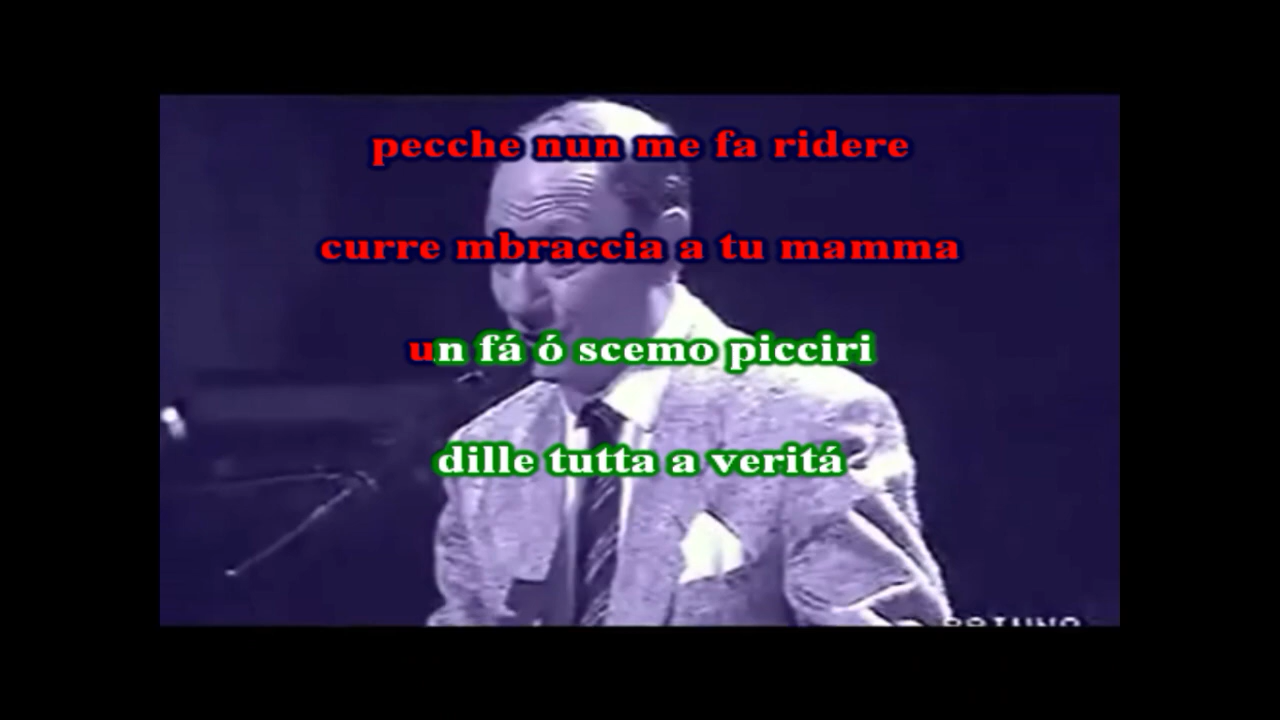 pecche nun me fa ridere
curre mbraccia a tu mamma
un fá ó scemo picciri
dille tutta a veritá